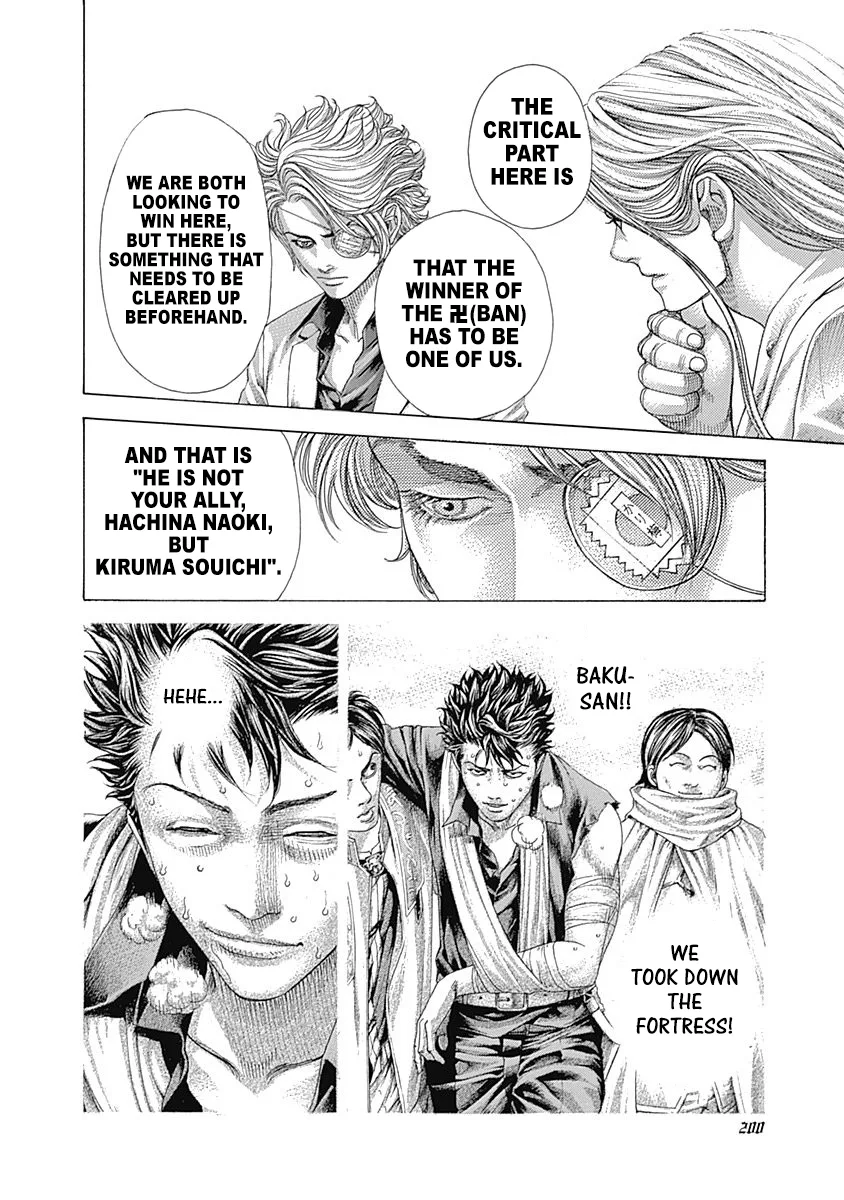 THE
CRITICAL
PART
HERE IS
THAT THE
WINNER OF
THE 卍(BAN)
HAS TO BE
ONE OF US.
WE ARE BOTH
LOOKING TO
WIN HERE,
BUT THERE IS
SOMETHING THAT
NEEDS TO BE
CLEARED UP
BEFOREHAND.
AND THAT IS
"HE IS NOT
YOUR ALLY,
HACHINA NAOKI,
BUT
KIRUMA SOUICHI".
BAKU-
SAN!!
WE
TOOK DOWN
THE
FORTRESS!
HEHE...
200